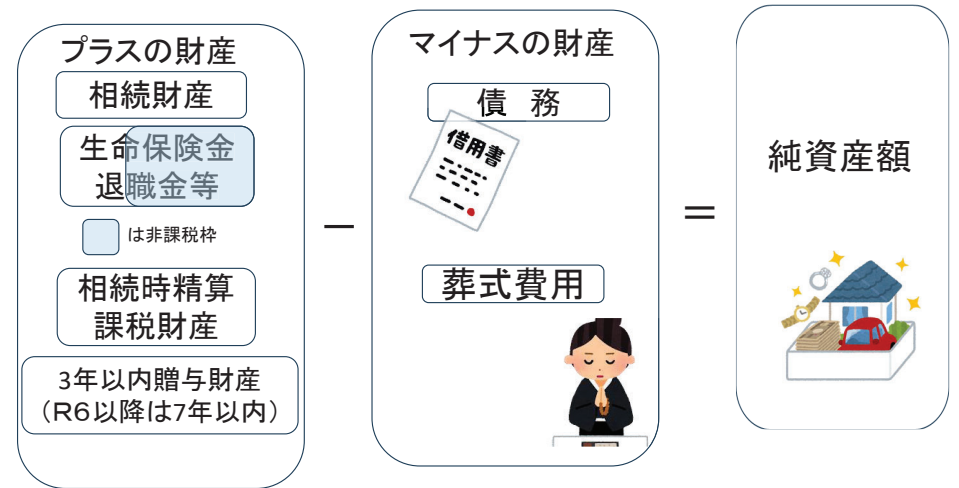 プラスの財産
相続財産
生命保険金
退職金等
は非課税枠
相続時精算
課税財産
3年以内贈与財産
（R6以降は7年以内）
－
マイナスの財産
債　務
借用書
葬式費用
＝
純資産額